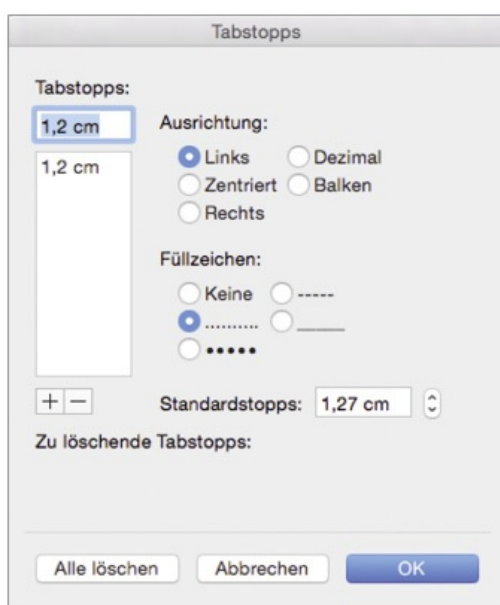 Tabstopps
Tabstopps:
1,2 cm
1,2 cm
Ausrichtung:
Links Dezimal
Zentriert Balken
Rechts
Füllzeichen:
Keine -----
.......... _____
•••••
+ −
Standardstopps: 1,27 cm
Zu löschende Tabstopps:
Alle löschen Abbrechen OK